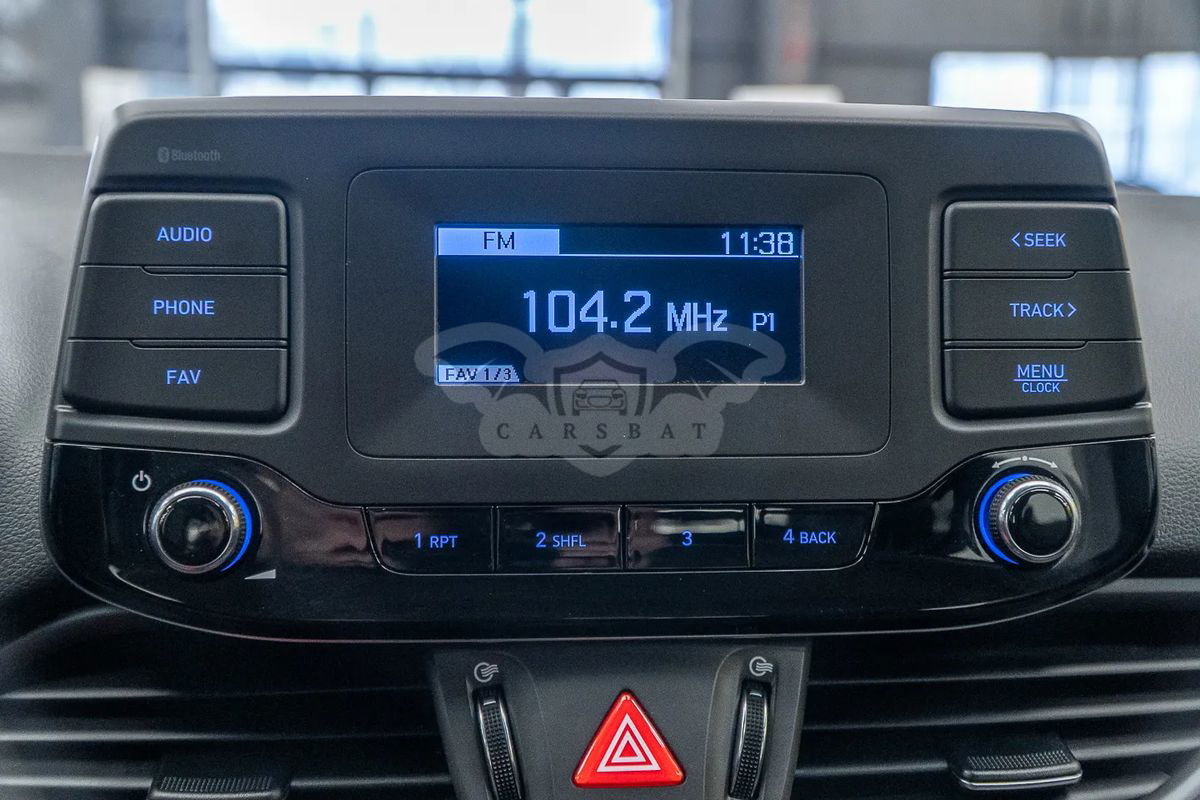 Bluetooth
AUDIO
PHONE
FAV
FM 11:38
104.2 MHz P1
FAV 1/3
CARSBAT
<SEEK
TRACK>
MENU
CLOCK
1 RPT
2 SHFL
3
4 BACK